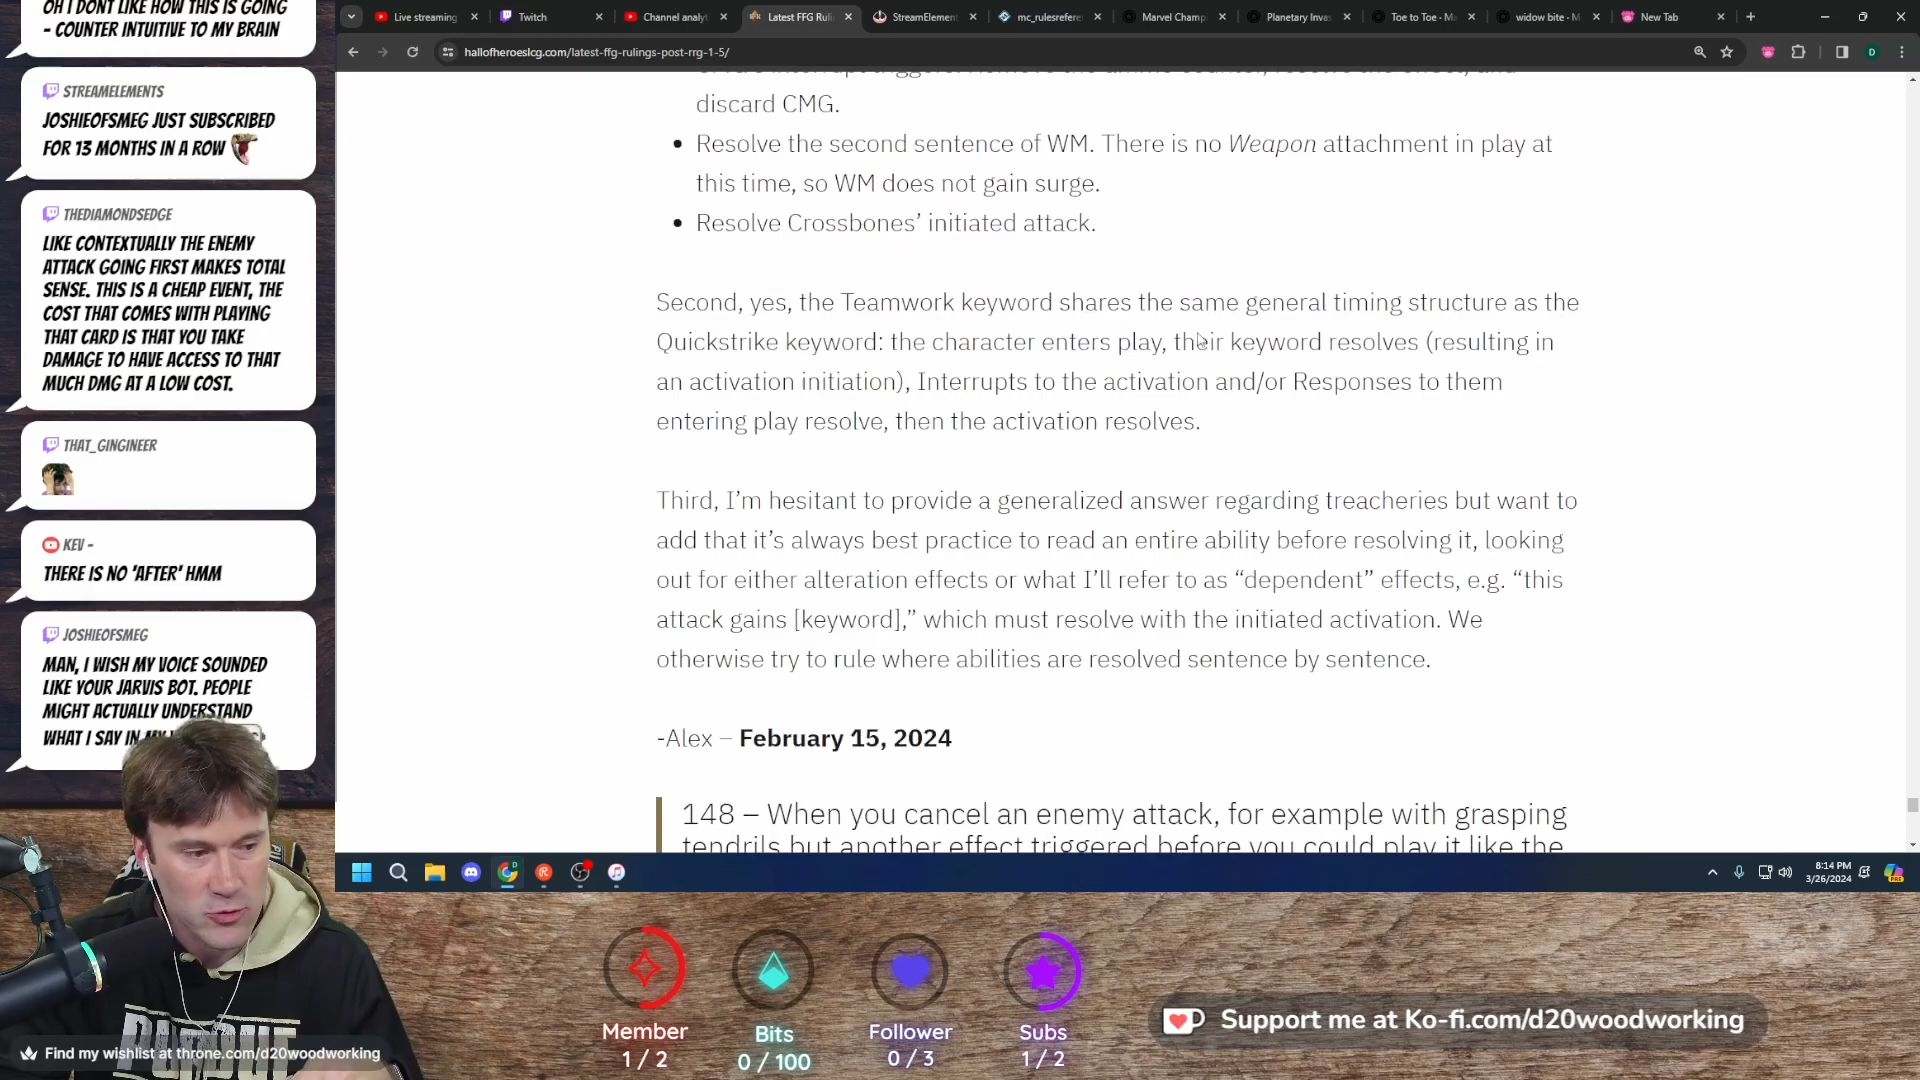 OH I DONT LIKE HOW THIS IS GOING
- COUNTER INTUITIVE TO MY BRAIN
STREAMELEMENTS
JOSHIEOFSMEG JUST SUBSCRIBED
FOR 13 MONTHS IN A ROW
THEDIAMONDSEDGE
LIKE CONTEXTUALLY THE ENEMY
ATTACK GOING FIRST MAKES TOTAL
SENSE. THIS IS A CHEAP EVENT, THE
COST THAT COMES WITH PLAYING
THAT CARD IS THAT YOU TAKE
DAMAGE TO HAVE ACCESS TO THAT
MUCH DMG AT A LOW COST.
THAT_GINGINEER
KEV -
THERE IS NO 'AFTER' HMM
JOSHIEOFSMEG
MAN, I WISH MY VOICE SOUNDED
LIKE YOUR JARVIS BOT. PEOPLE
MIGHT ACTUALLY UNDERSTAND
WHAT I SAY IN
Find my wishlist at throne.com/d20woodworking
Live streaming
Twitch
Channel analyt
Latest FFG Ruli
StreamElement
mc_rulesrefere
Marvel Champ
Planetary Inva
Toe to Toe • Ma
widow bite • M
New Tab
hallofheroeslcg.com/latest-ffg-rulings-post-rrg-1-5/
discard CMG.
• Resolve the second sentence of WM. There is no Weapon attachment in play at
this time, so WM does not gain surge.
• Resolve Crossbones’ initiated attack.
Second, yes, the Teamwork keyword shares the same general timing structure as the
Quickstrike keyword: the character enters play, their keyword resolves (resulting in
an activation initiation), Interrupts to the activation and/or Responses to them
entering play resolve, then the activation resolves.
Third, I’m hesitant to provide a generalized answer regarding treacheries but want to
add that it’s always best practice to read an entire ability before resolving it, looking
out for either alteration effects or what I’ll refer to as “dependent” effects, e.g. “this
attack gains [keyword],” which must resolve with the initiated activation. We
otherwise try to rule where abilities are resolved sentence by sentence.
-Alex – February 15, 2024
148 – When you cancel an enemy attack, for example with grasping
tendrils but another effect triggered before you could play it like the
8:14 PM
3/26/2024
Member
1 / 2
Bits
0 / 100
Follower
0 / 3
Subs
1 / 2
Support me at Ko-fi.com/d20woodworking